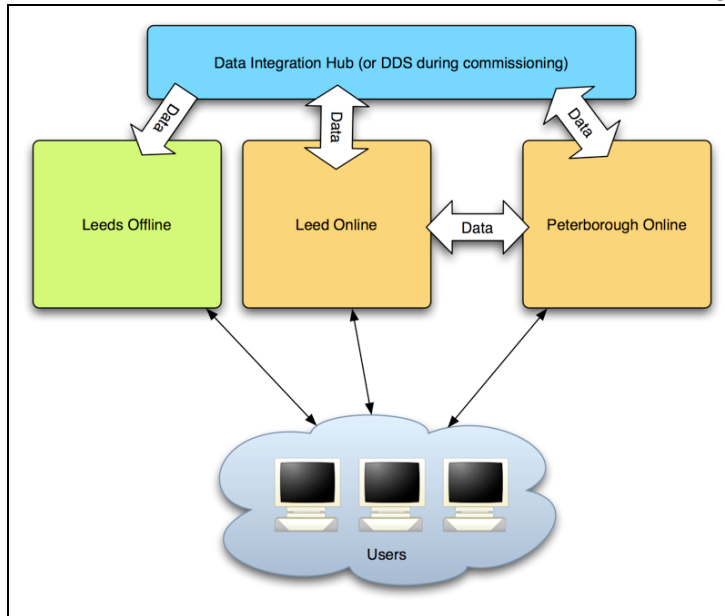 Data Integration Hub (or DDS during commissioning)
Data
Data
Data
Leeds Offline
Leed Online
Data
Peterborough Online
Users